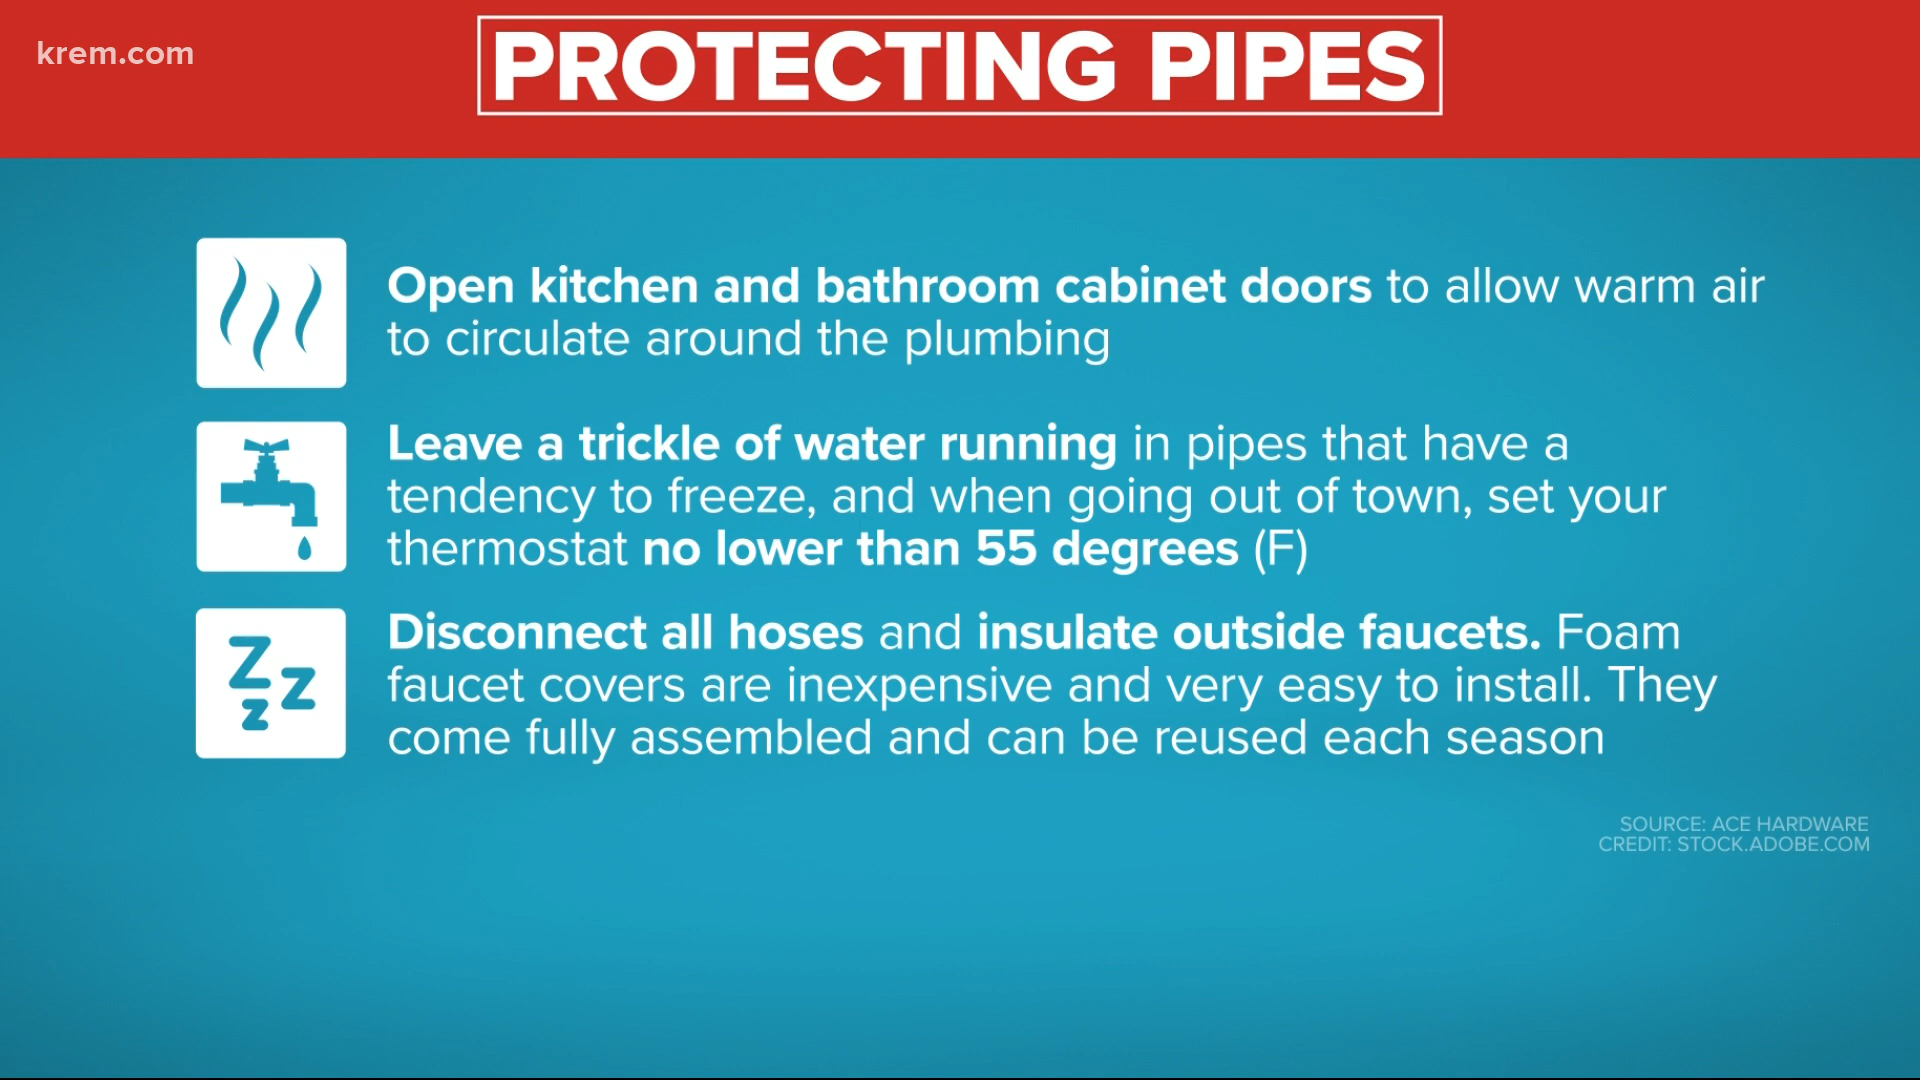 krem.com
PROTECTING PIPES
Open kitchen and bathroom cabinet doors to allow warm air
to circulate around the plumbing
Leave a trickle of water running in pipes that have a
tendency to freeze, and when going out of town, set your
thermostat no lower than 55 degrees (F)
Z z z
Disconnect all hoses and insulate outside faucets. Foam
faucet covers are inexpensive and very easy to install. They
come fully assembled and can be reused each season
SOURCE: ACE HARDWARE
CREDIT: STOCK.ADOBE.COM